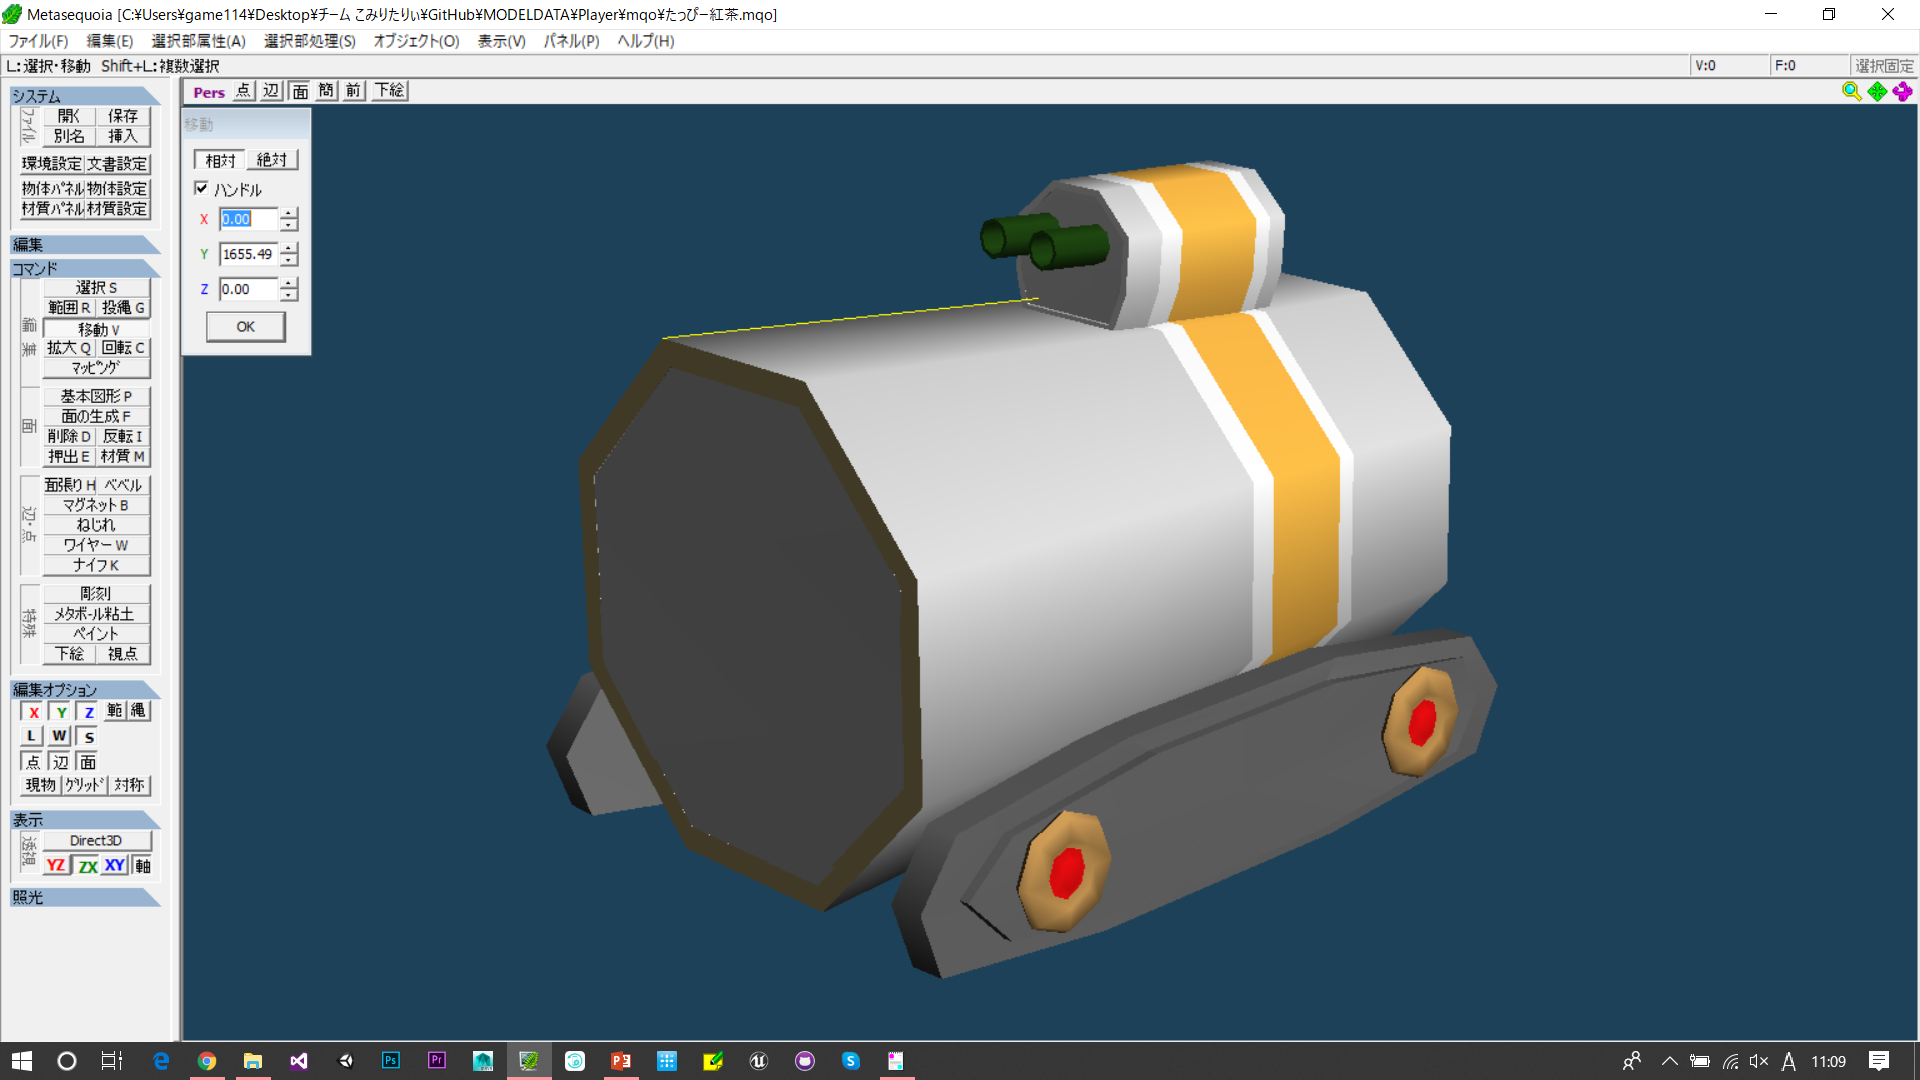 Metasequoia [C:¥Users¥game114¥Desktop¥チーム こみりたりぃ¥GitHub¥MODELDATA¥Player¥mqo¥たっぴー紅茶.mqo]
ファイル(F) 編集(E) 選択部属性(A) 選択部処理(S) オブジェクト(O) 表示(V) パネル(P) ヘルプ(H)
L:選択・移動 Shift+L:複数選択 V:0 F:0 選択固定
システム
ファイル
開く 保存
別名 挿入
環境設定 文書設定
物体パネル 物体設定
材質パネル 材質設定
編集
コマンド
編集
選択 S
範囲 R 投縄 G
移動 V
拡大 Q 回転 C
マッピング
面
基本図形 P
面の生成 F
削除 D 反転 I
押出 E 材質 M
辺・点
面張り H ベベル
マグネット B
ねじれ
ワイヤー W
ナイフ K
特殊
彫刻
メタボール粘土
ペイント
下絵 視点
編集オプション
X Y Z 範 縄
L W S
点 辺 面
現物 グリッド 対称
表示
透視
Direct3D
YZ ZX XY 軸
照光
Pers 点 辺 面 簡 前 下絵
移動
相対 絶対
ハンドル
X 0.00
Y 1655.49
Z 0.00
OK
Ps Pr A 11:09